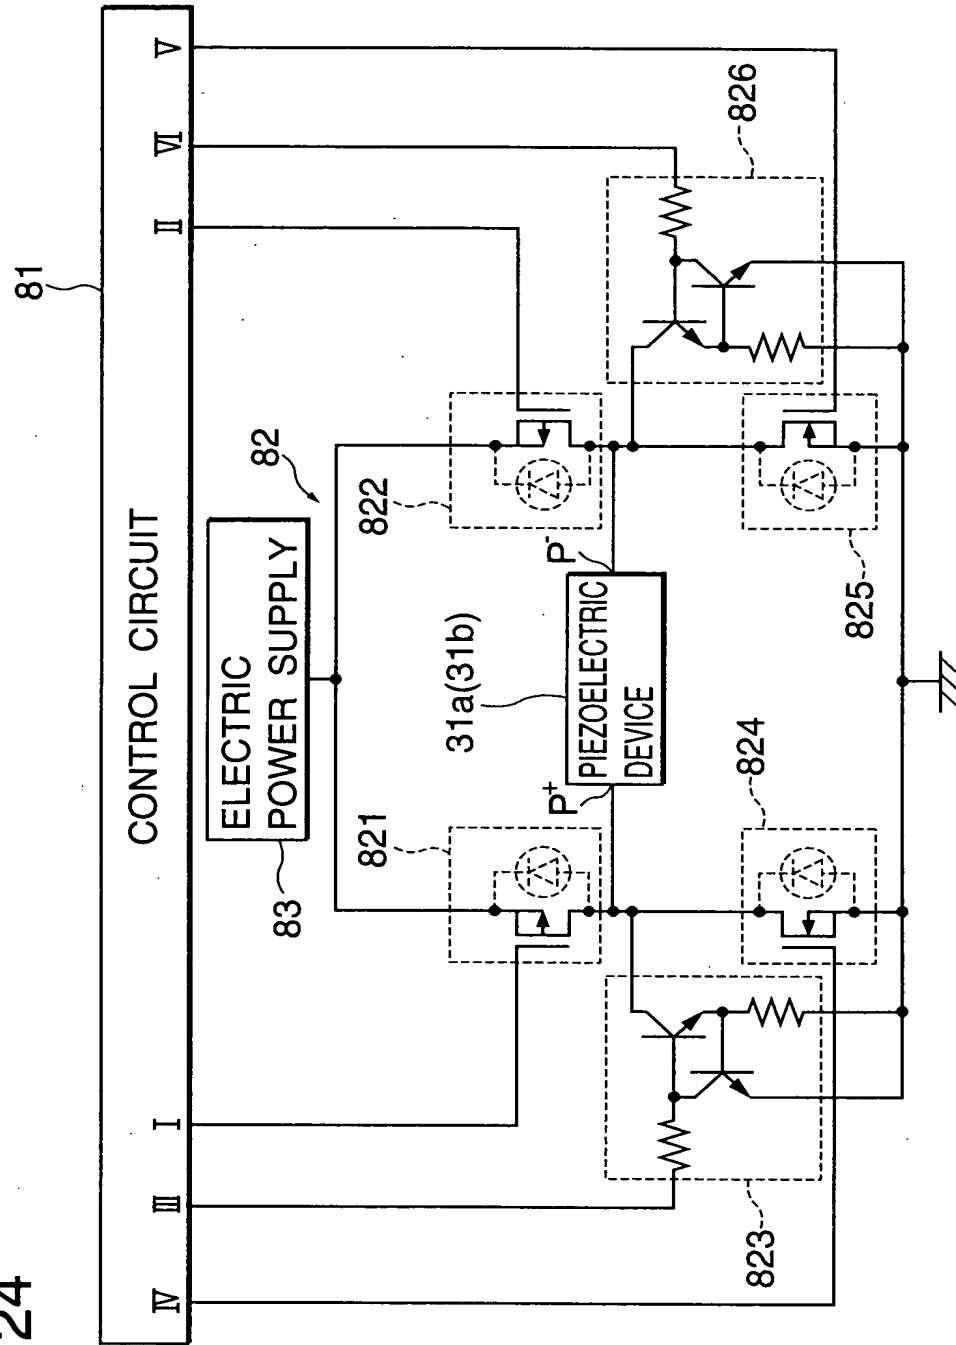 24
81
CONTROL CIRCUIT
IV
III
I
II
VI
V
83
ELECTRIC
POWER SUPPLY
82
821
822
31a(31b)
P+
PIEZOELECTRIC
DEVICE
P-
823
824
825
826